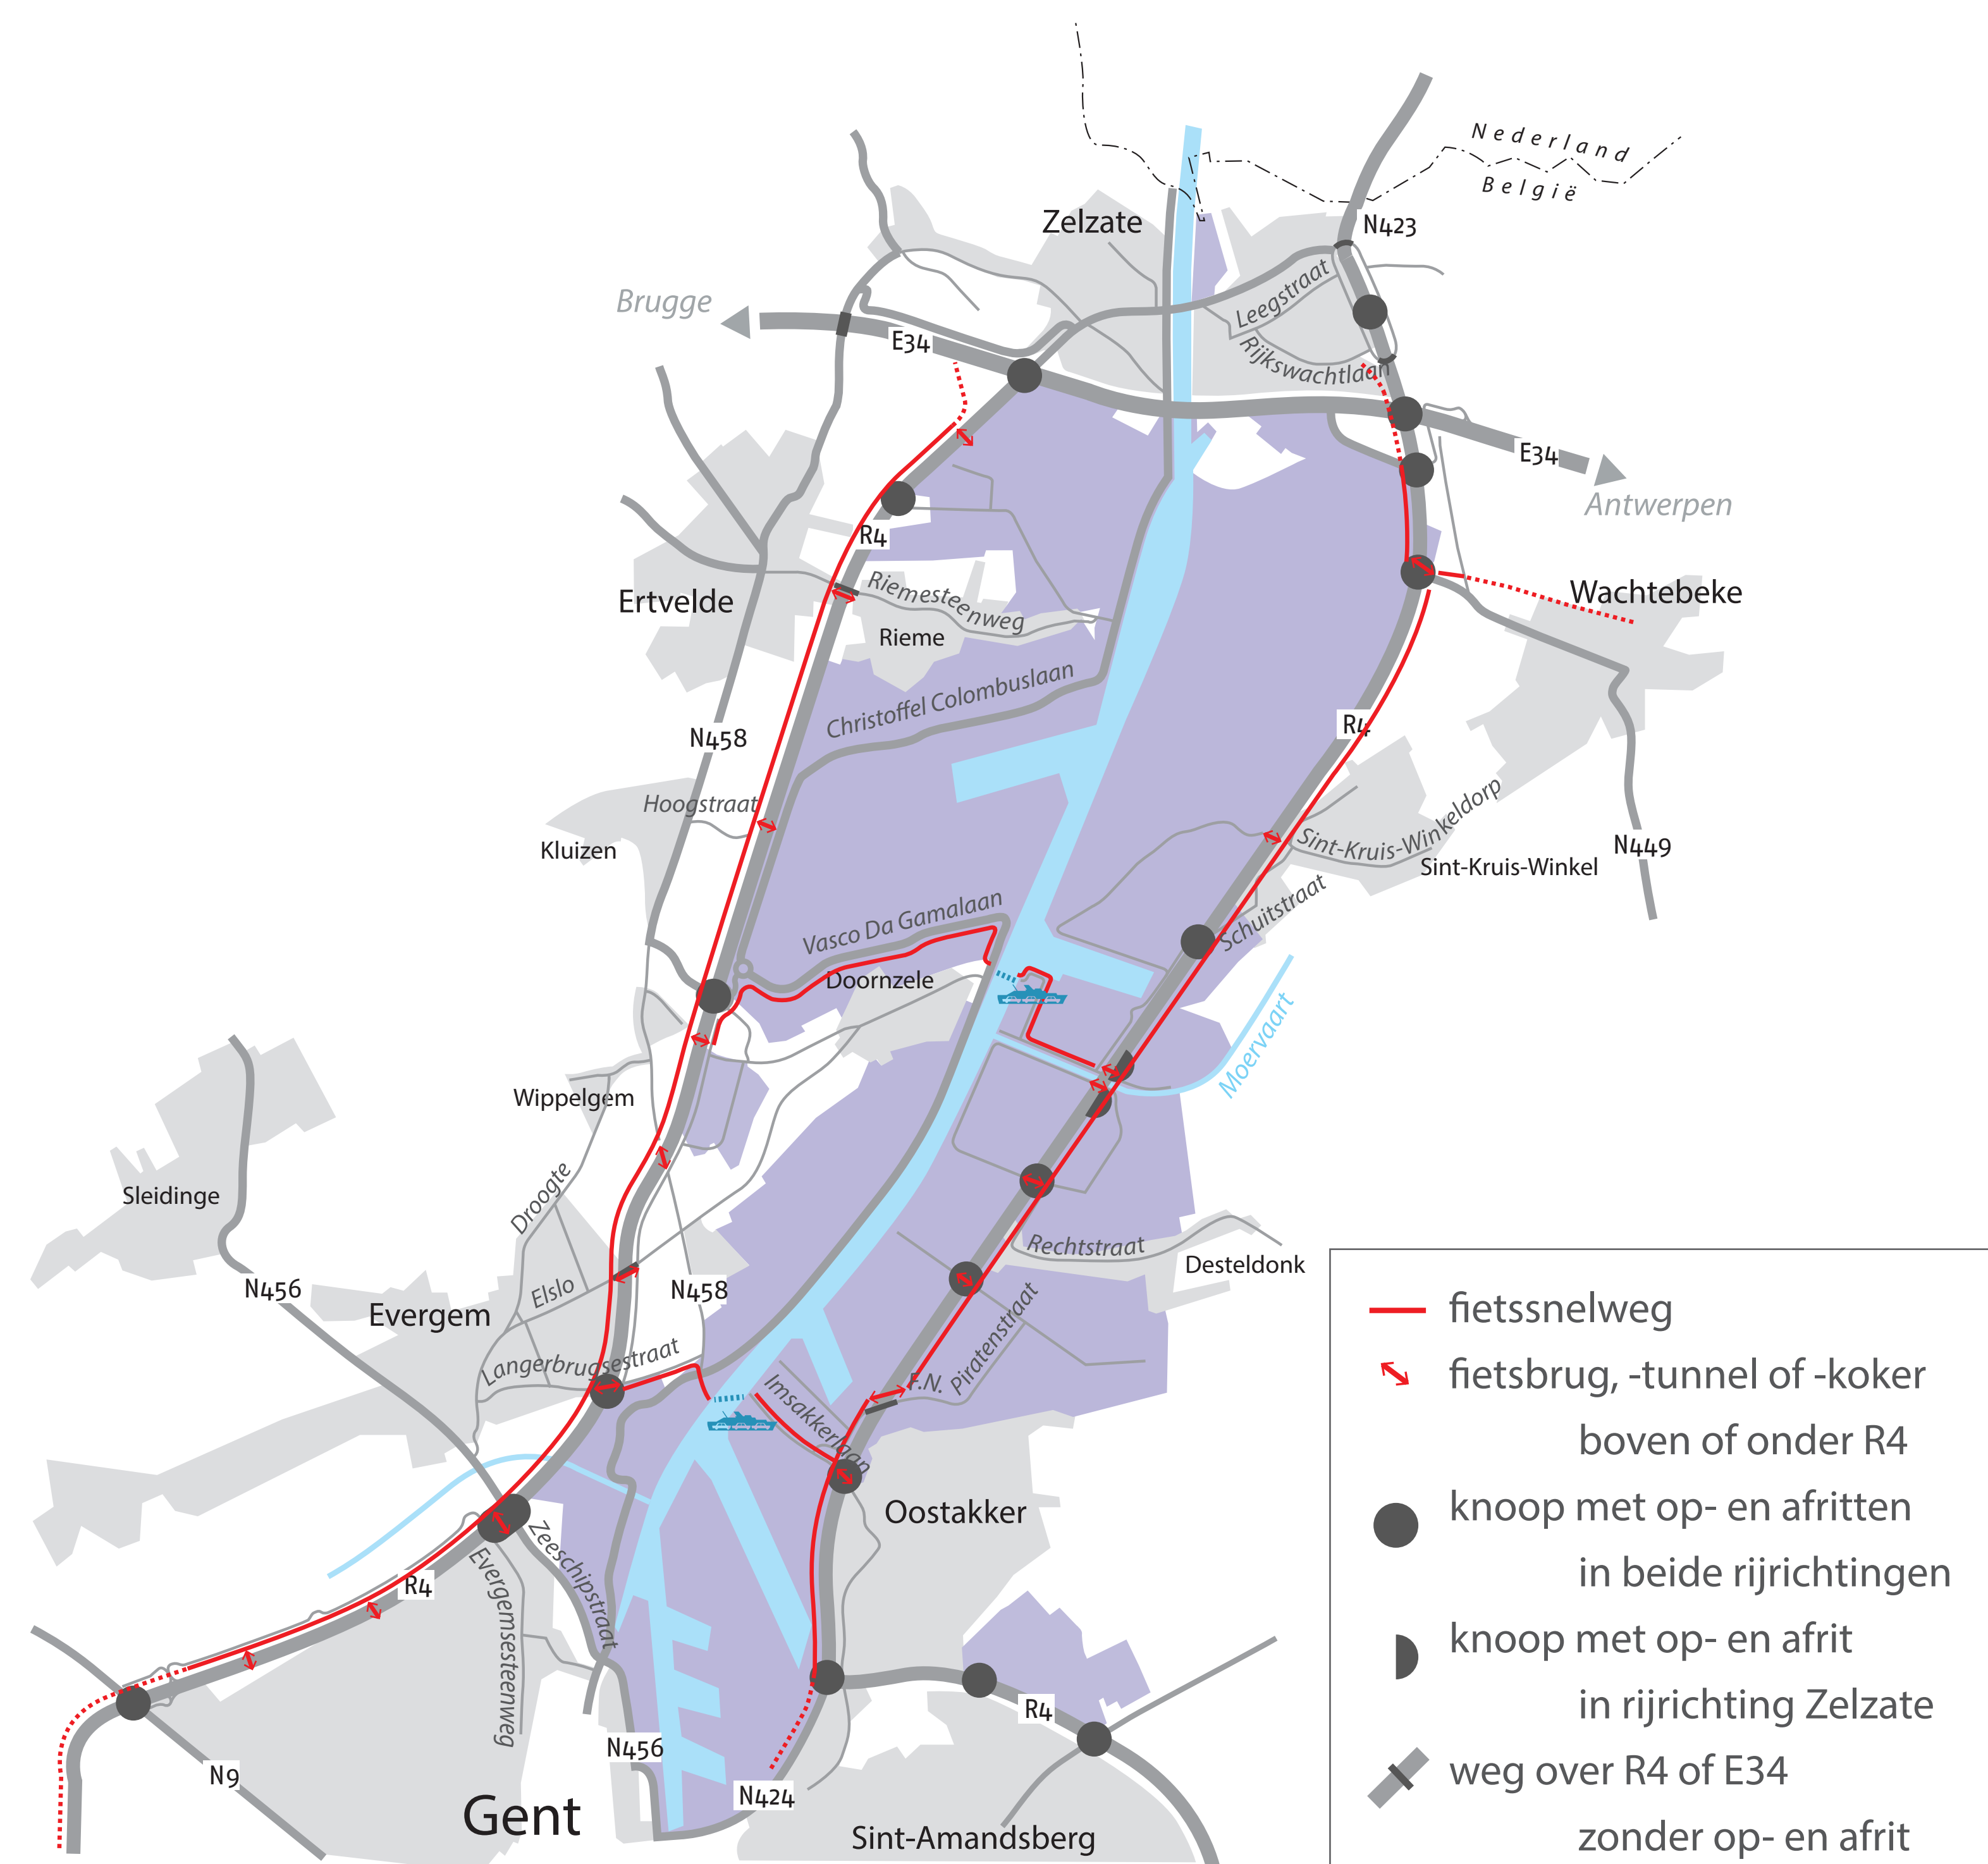 Nederland
België
N423
Zelzate
Leegstraat
Brugge
E34
Rijkswachtlaan
E34
Antwerpen
R4
Riemesteenweg
Wachtebeke
Ertvelde
Rieme
Christoffel Colombuslaan
R4
N458
Hoogstraat
Kluizen
Sint-Kruis-Winkeldorp
N449
Sint-Kruis-Winkel
Schuitstraat
Vasco Da Gamalaan
Doornzele
Moervaart
Wippelgem
Sleidinge
Droogte
Rechtstraat
Desteldonk
N456
Elslo
N458
Evergem
Langerbrugsestraat
Piratenstraat
F.N.
Imsakkerlaan
Oostakker
Zeeschipstraat
Evergemsesteenweg
R4
R4
N456
N9
N424
Gent
Sint-Amandsberg
fietssnelweg
fietsbrug, -tunnel of -koker
boven of onder R4
knoop met op- en afritten
in beide rijrichtingen
knoop met op- en afrit
in rijrichting Zelzate
weg over R4 of E34
zonder op- en afrit